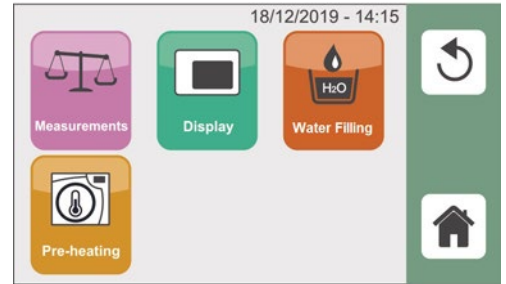 18/12/2019 - 14:15
Measurements
Display
H2O
Water Filling
Pre-heating